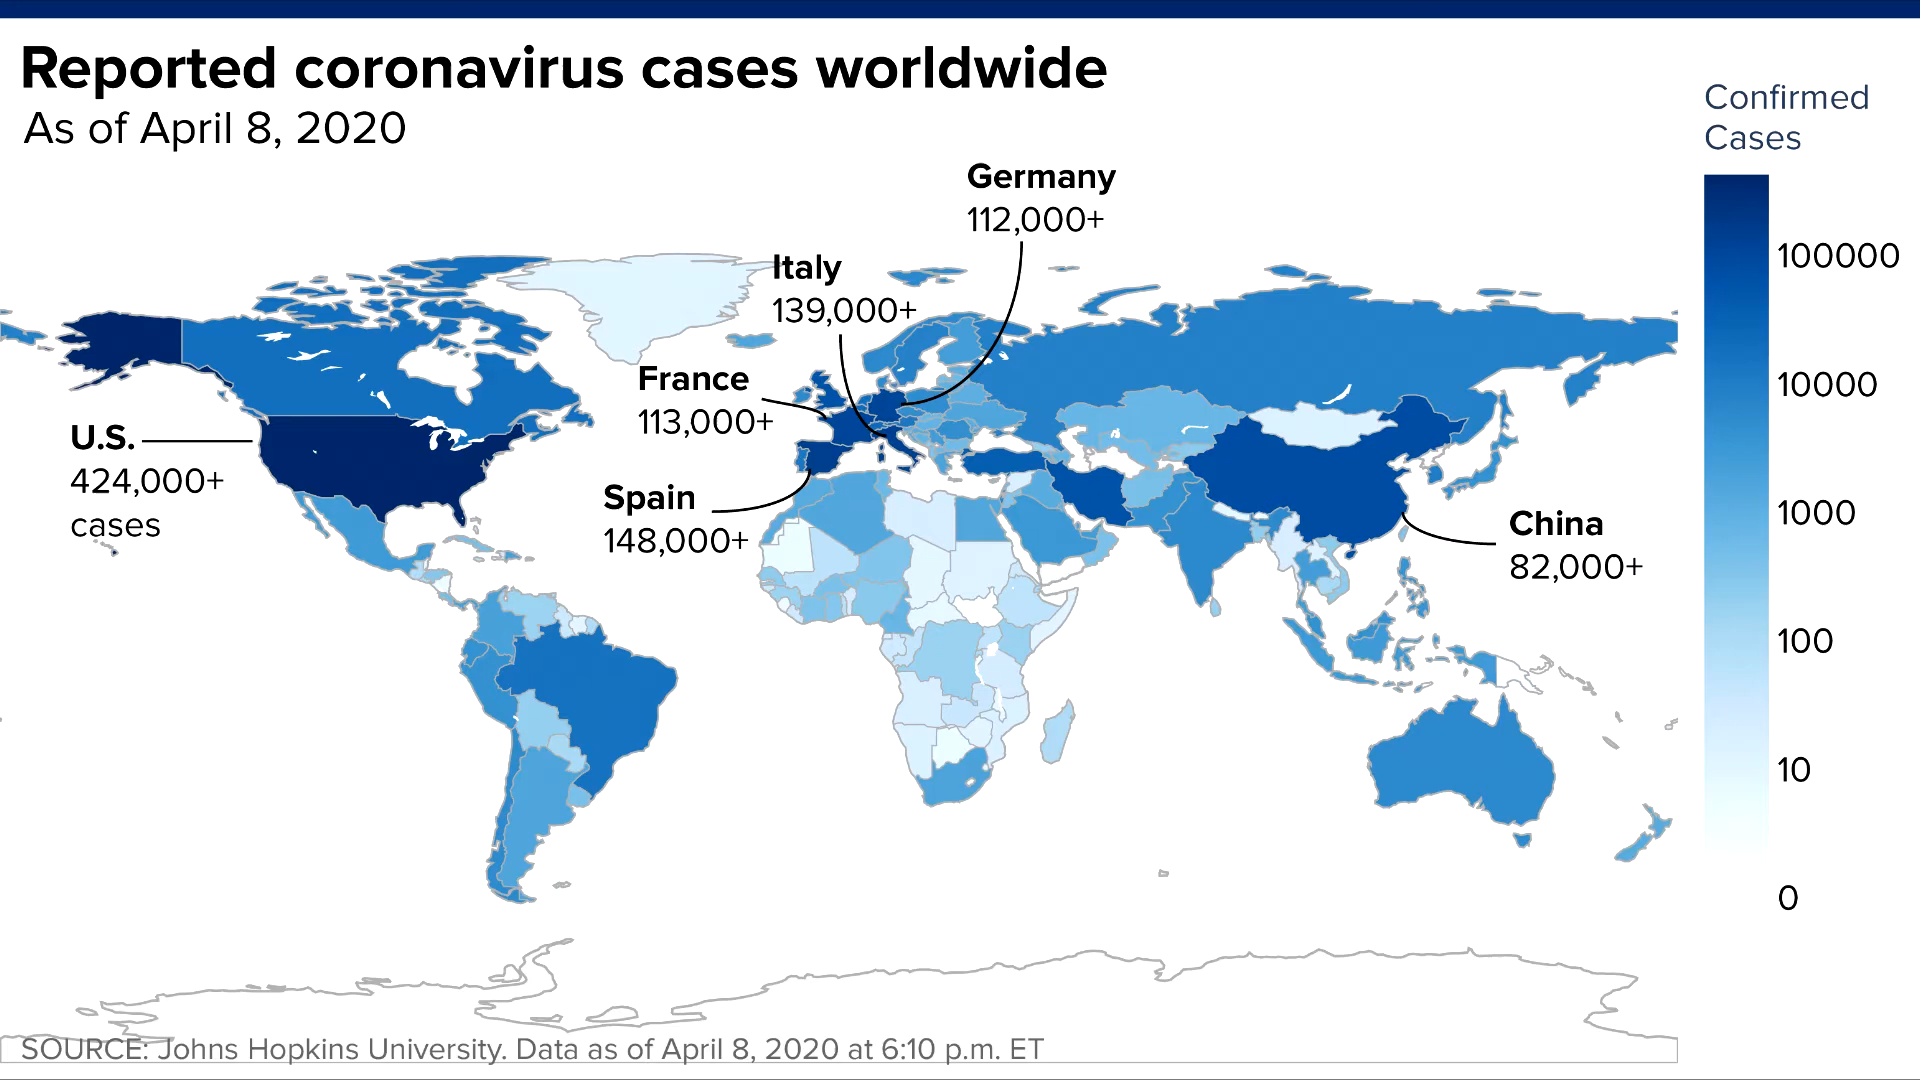 Reported coronavirus cases worldwide
As of April 8, 2020
Confirmed
Cases
Germany
112,000+
Italy
139,000+
France
113,000+
U.S.
424,000+
cases
Spain
148,000+
China
82,000+
100000
10000
1000
100
10
0
SOURCE: Johns Hopkins University. Data as of April 8, 2020 at 6:10 p.m. ET